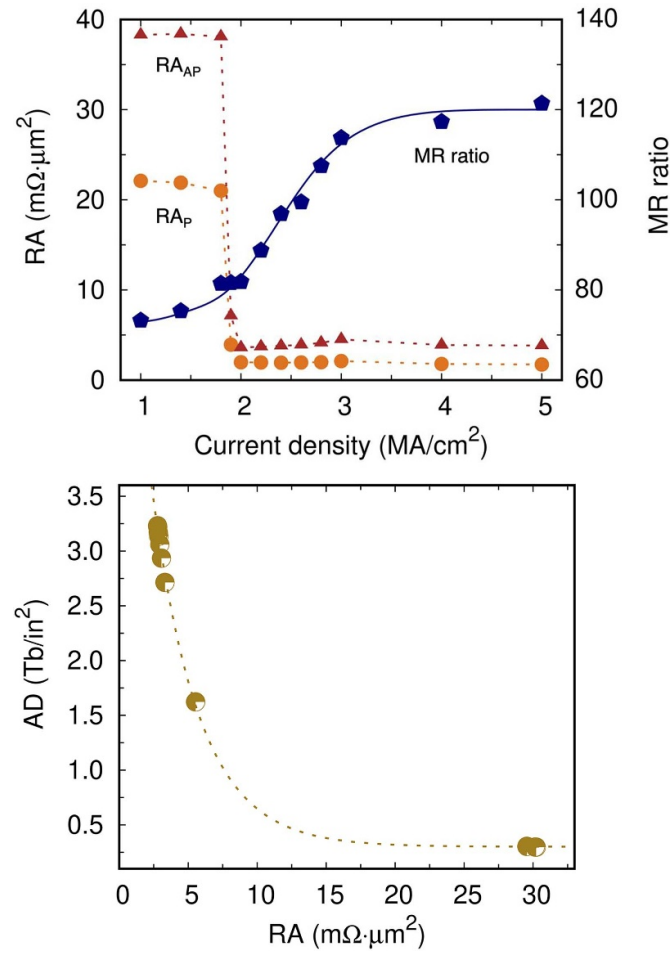 40
30
20
10
0
RA (mΩ·μm²)
140
120
100
80
60
MR ratio
RA_AP
RA_P
MR ratio
1 2 3 4 5
Current density (MA/cm²)
3.5
3.0
2.5
2.0
1.5
1.0
0.5
AD (Tb/in²)
0 5 10 15 20 25 30
RA (mΩ·μm²)